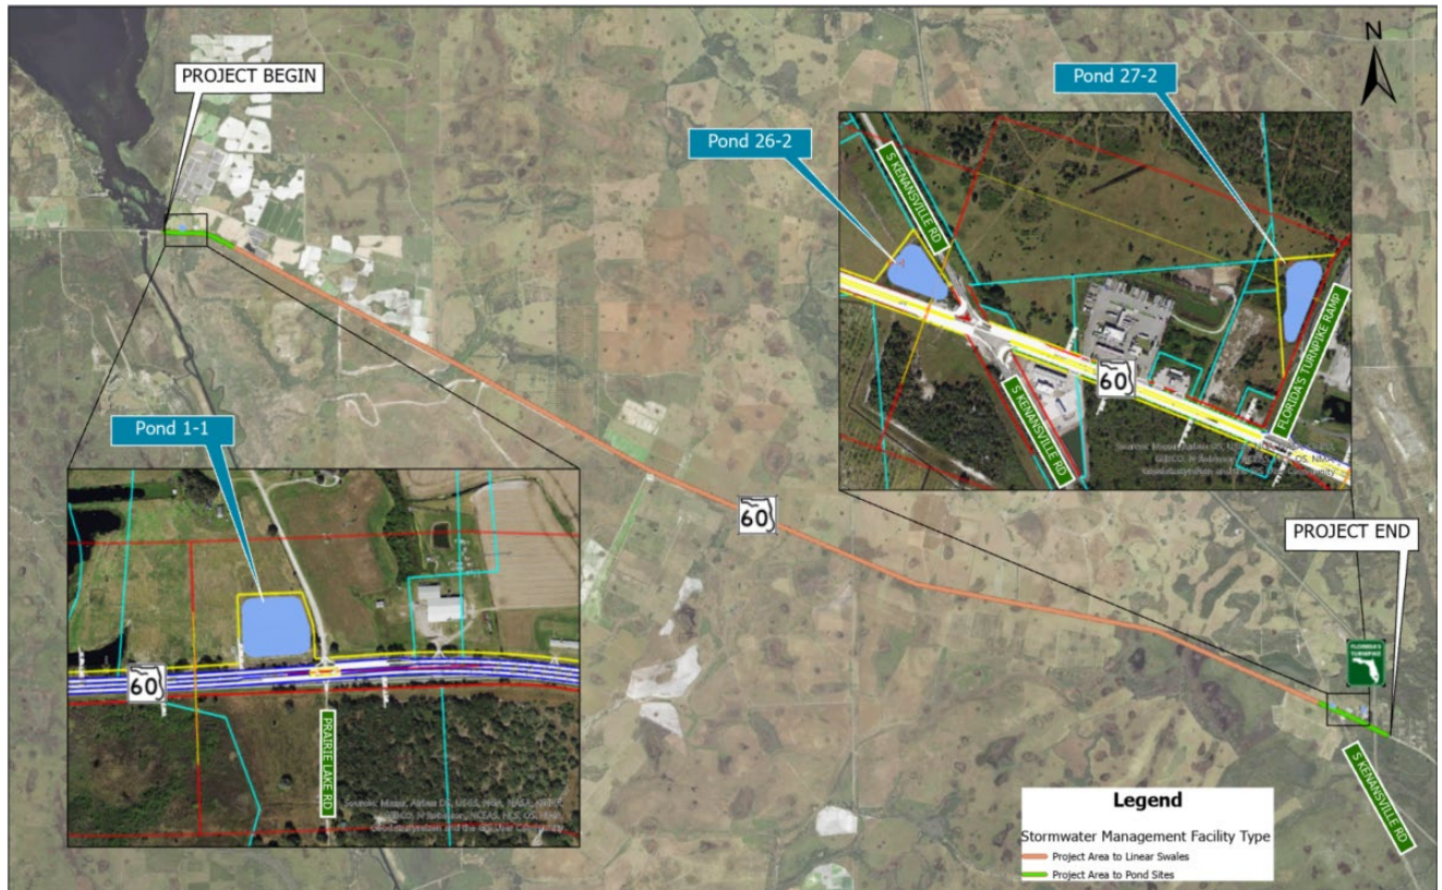 N
PROJECT BEGIN
Pond 27-2
Pond 26-2
S KENANSVILLE RD
60
FLORIDA'S TURNPIKE RAMP
S KENANSVILLE RD
Pond 1-1
60
PROJECT END
FLORIDA'S
TURNPIKE
60
PRAIRIE LAKE RD
S KENANSVILLE RD
Legend
Stormwater Management Facility Type
Project Area to Linear Swales
Project Area to Pond Sites